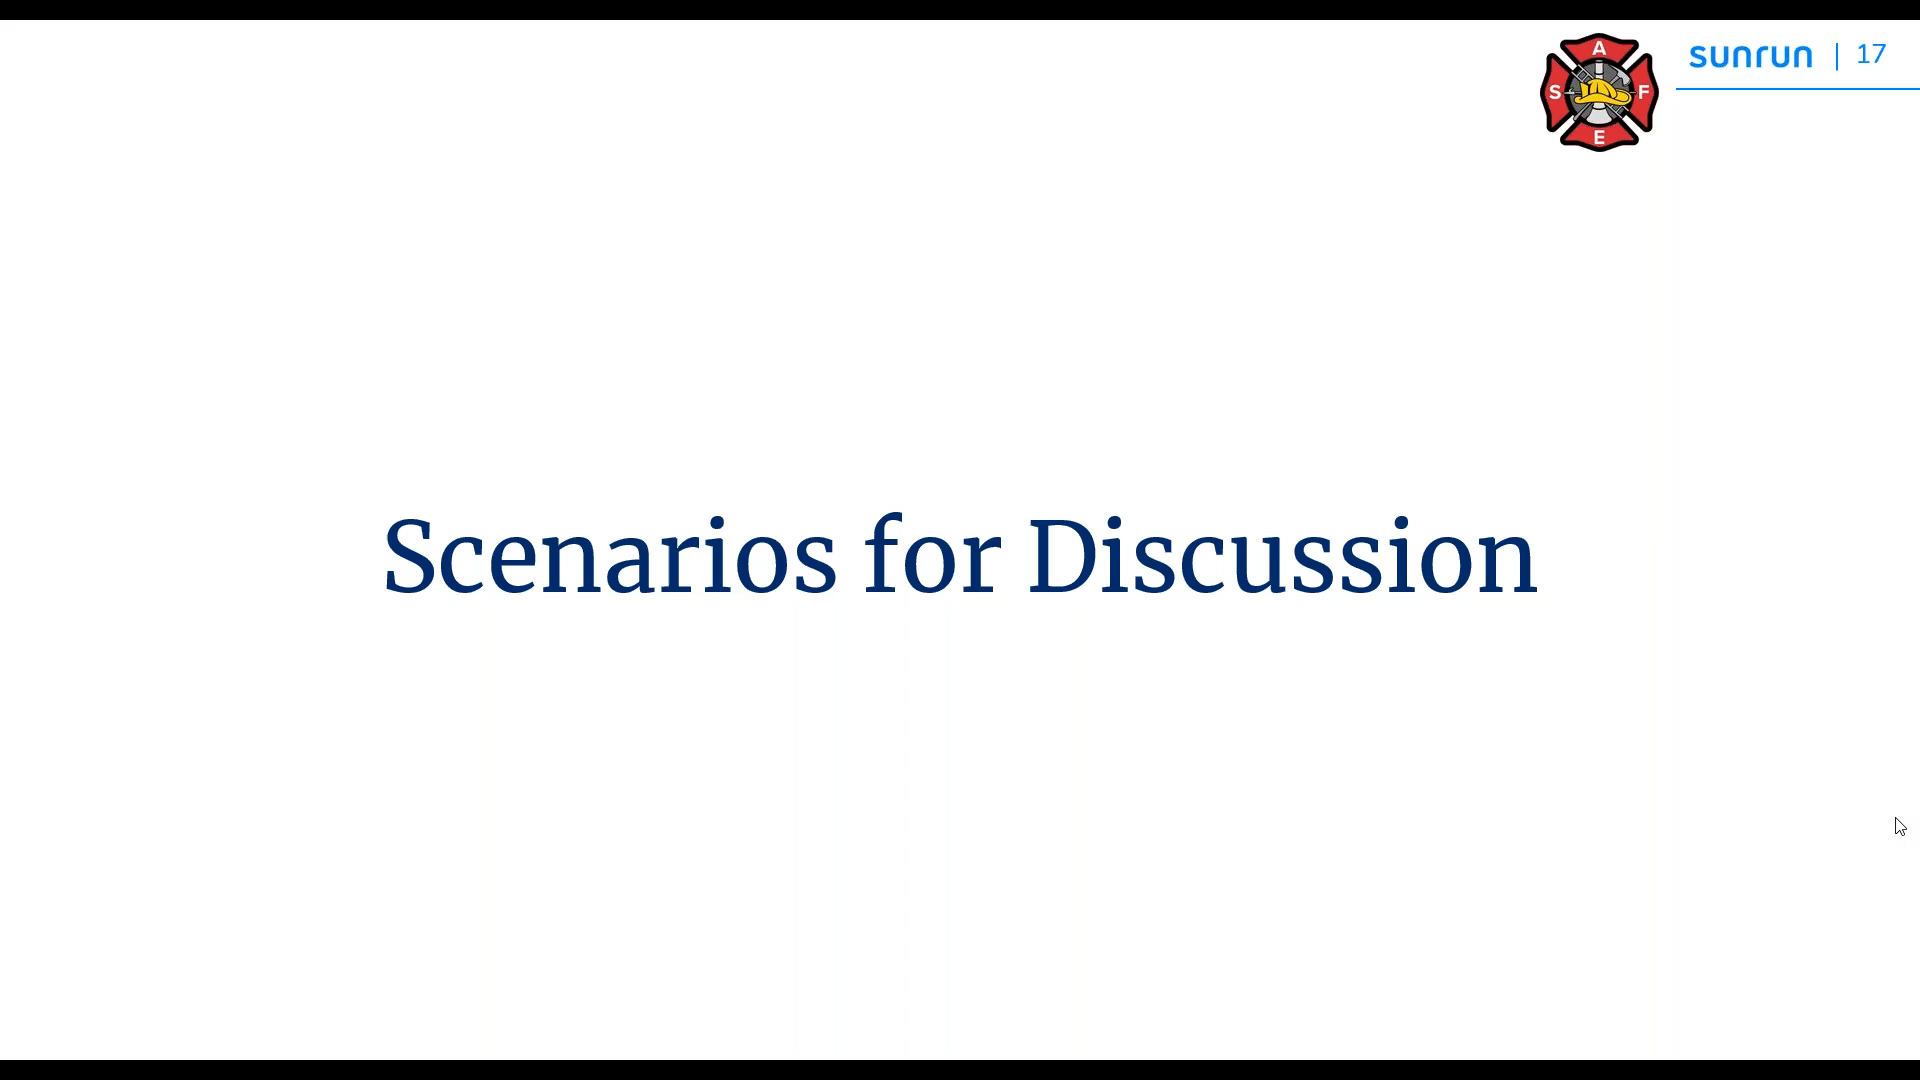 A
S F
E
sunrun | 17
Scenarios for Discussion